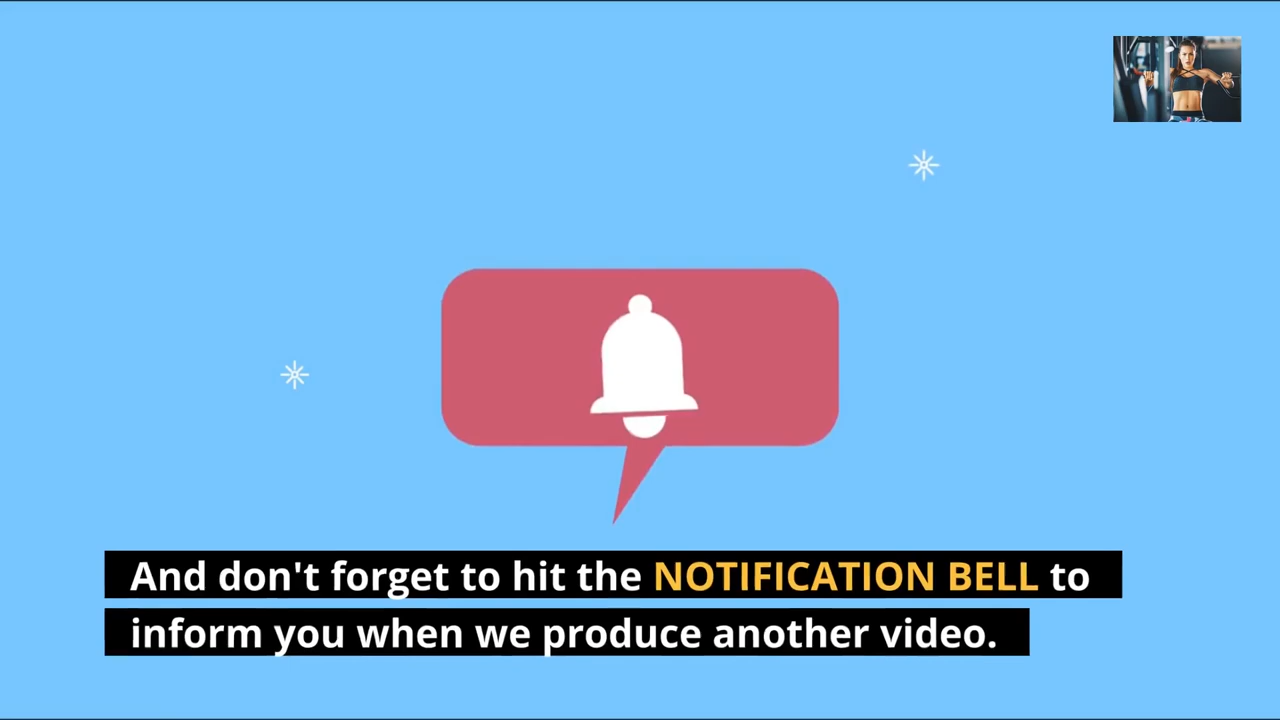 And don't forget to hit the NOTIFICATION BELL to
inform you when we produce another video.